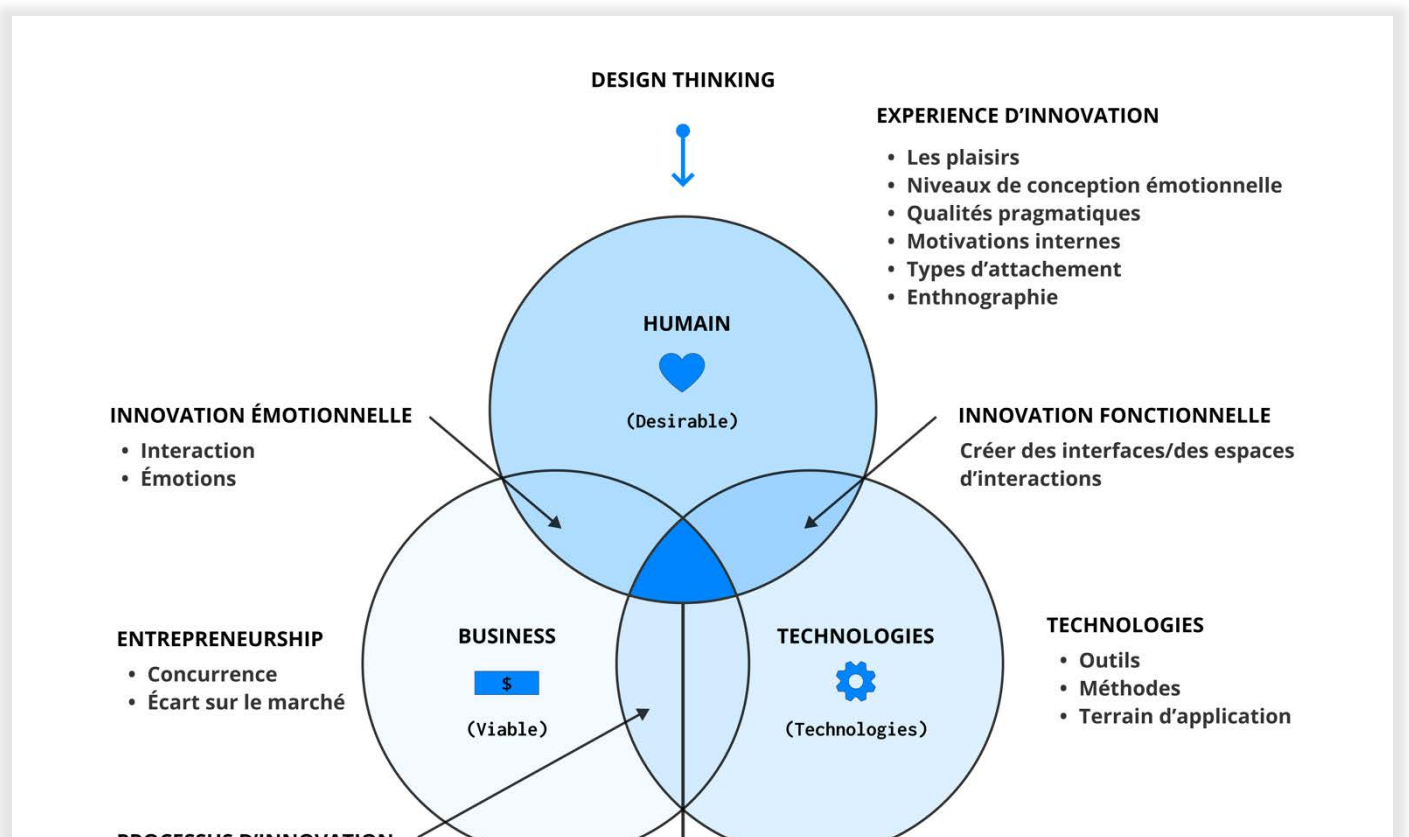 DESIGN THINKING
EXPERIENCE D’INNOVATION
• Les plaisirs
• Niveaux de conception émotionnelle
• Qualités pragmatiques
• Motivations internes
• Types d’attachement
• Enthnographie
HUMAIN
(Desirable)
INNOVATION ÉMOTIONNELLE
• Interaction
• Émotions
INNOVATION FONCTIONNELLE
Créer des interfaces/des espaces
d’interactions
ENTREPRENEURSHIP
• Concurrence
• Écart sur le marché
BUSINESS
$
(Viable)
TECHNOLOGIES
(Technologies)
TECHNOLOGIES
• Outils
• Méthodes
• Terrain d’application
PROCESSUS D’INNOVATION